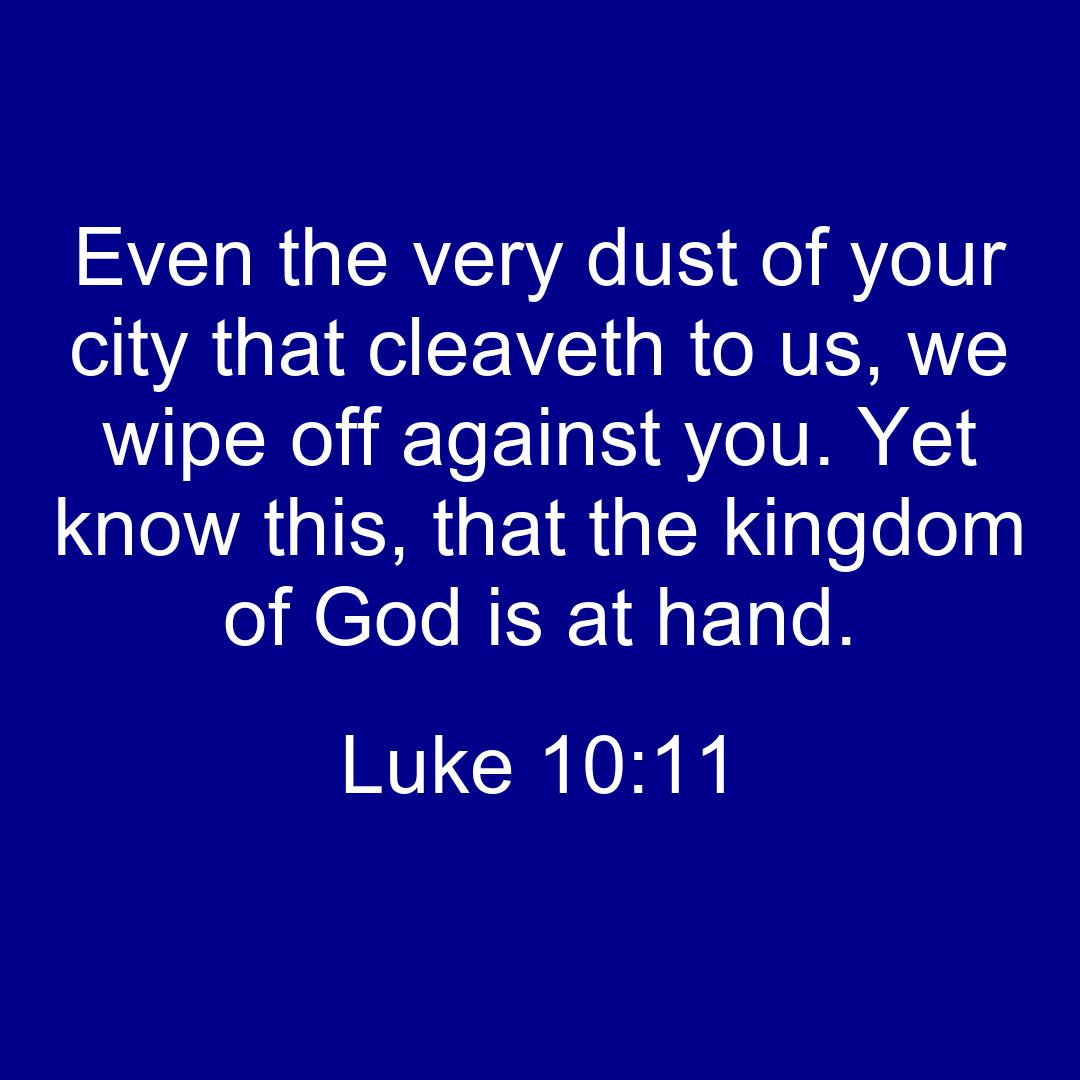 Even the very dust of your
city that cleaveth to us, we
wipe off against you. Yet
know this, that the kingdom
of God is at hand.
Luke 10:11